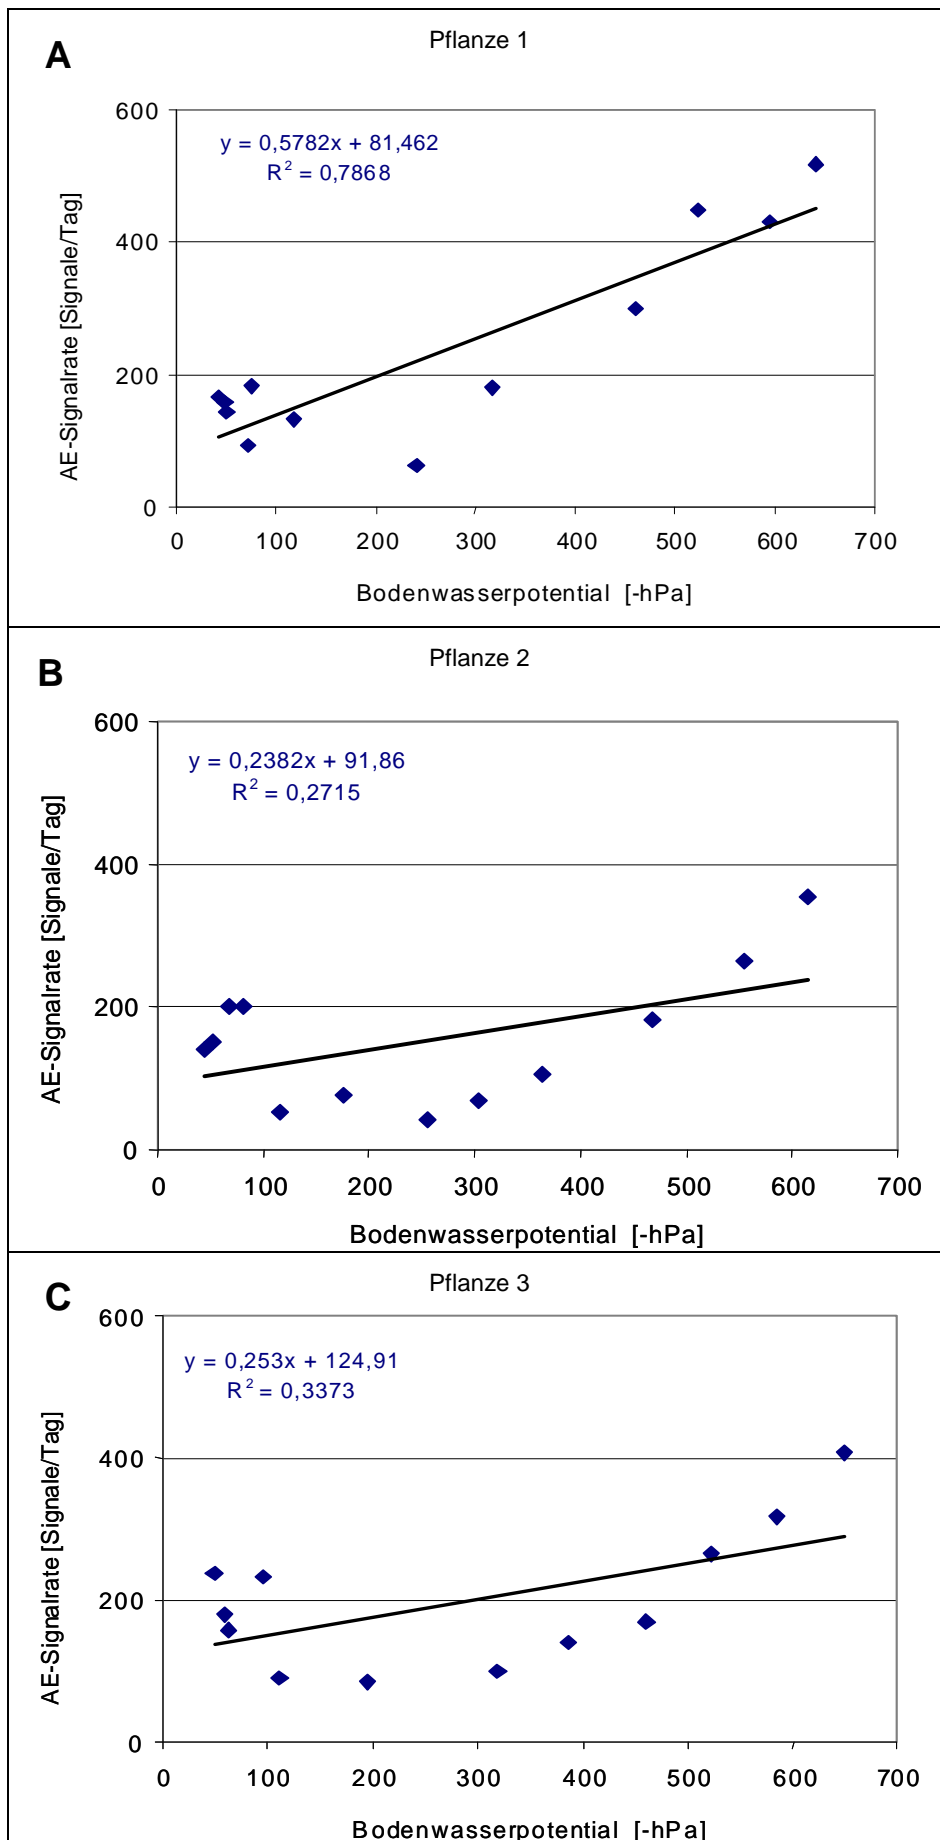 A
Pflanze 1
y = 0,5782x + 81,462
R² = 0,7868
AE-Signalrate [Signale/Tag]
600
400
200
0
0 100 200 300 400 500 600 700
Bodenwasserpotential [-hPa]
B
Pflanze 2
y = 0,2382x + 91,86
R² = 0,2715
AE-Signalrate [Signale/Tag]
600
400
200
0
0 100 200 300 400 500 600 700
Bodenwasserpotential [-hPa]
C
Pflanze 3
y = 0,253x + 124,91
R² = 0,3373
AE-Signalrate [Signale/Tag]
600
400
200
0
0 100 200 300 400 500 600 700
Bodenwasserpotential [-hPa]